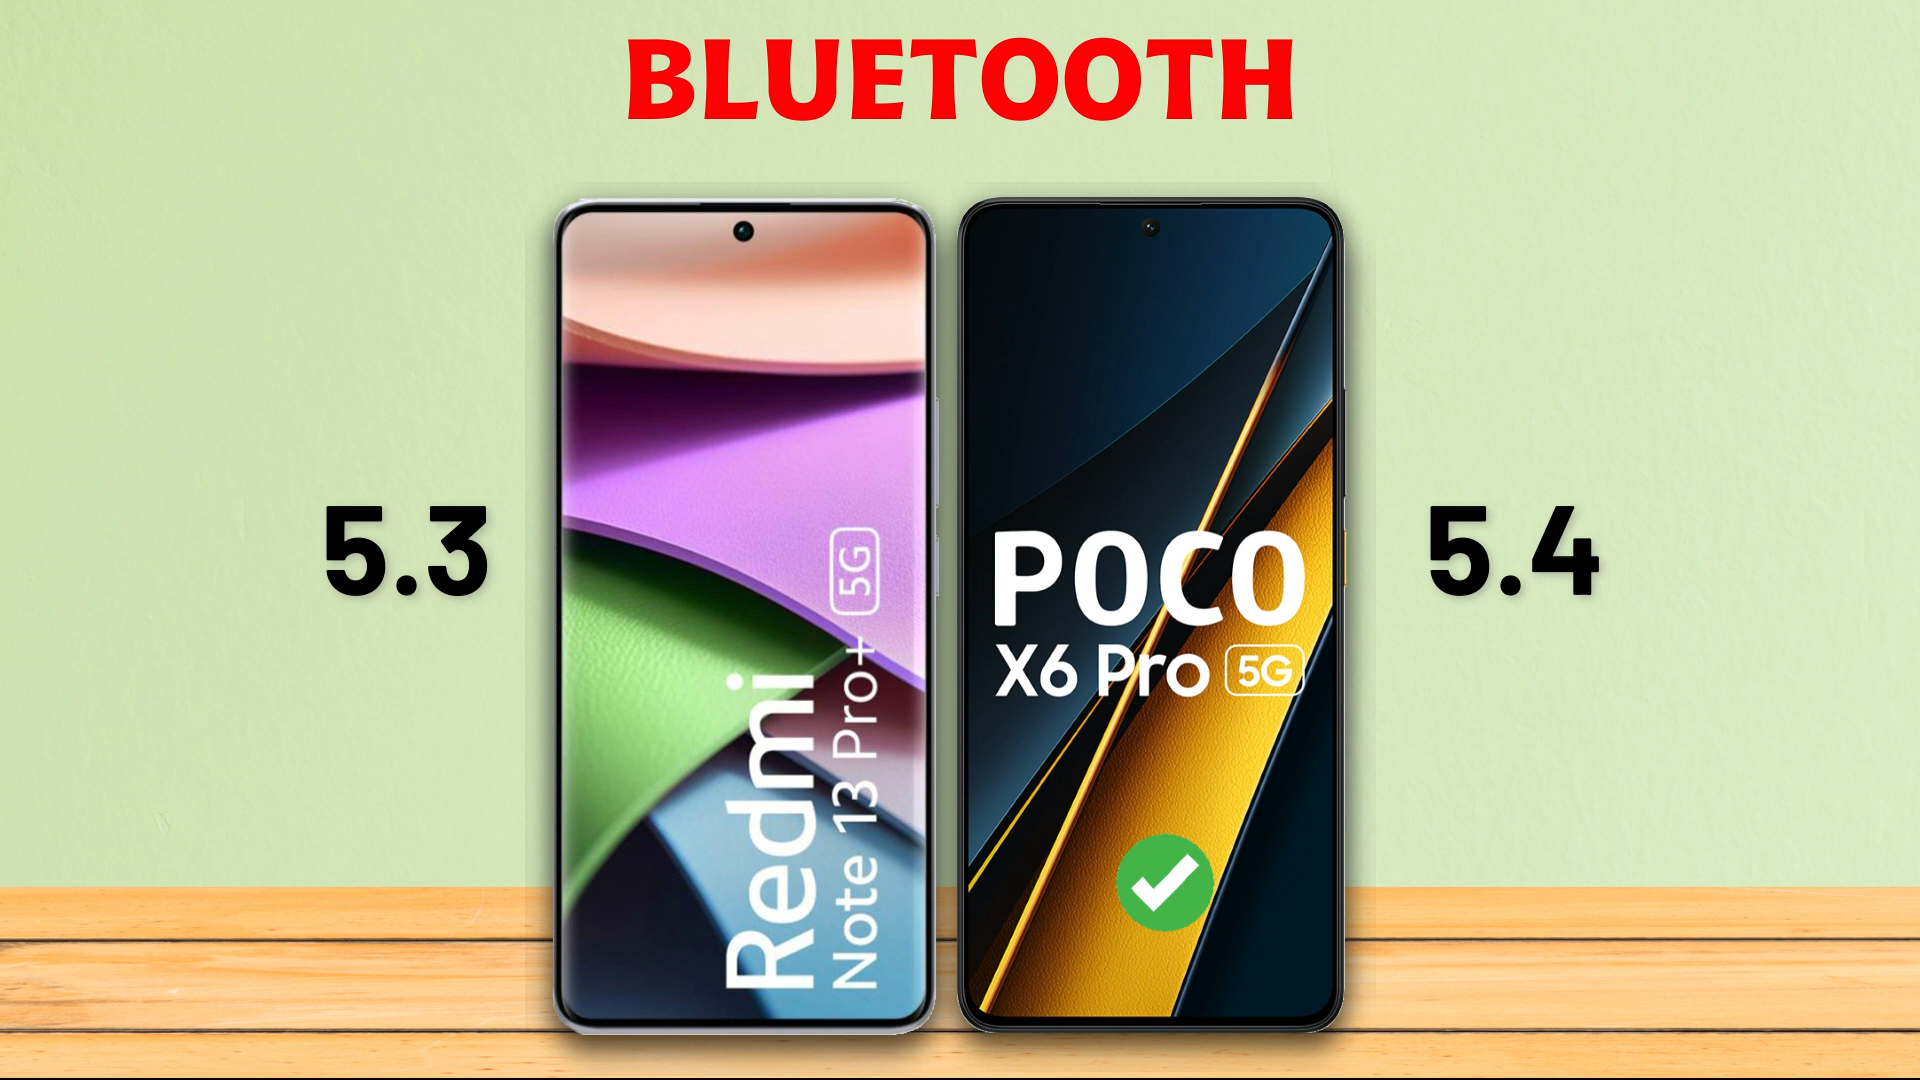 BLUETOOTH
5.3
Redmi
Note 13 Pro+ 5G
POCO
X6 Pro 5G
5.4